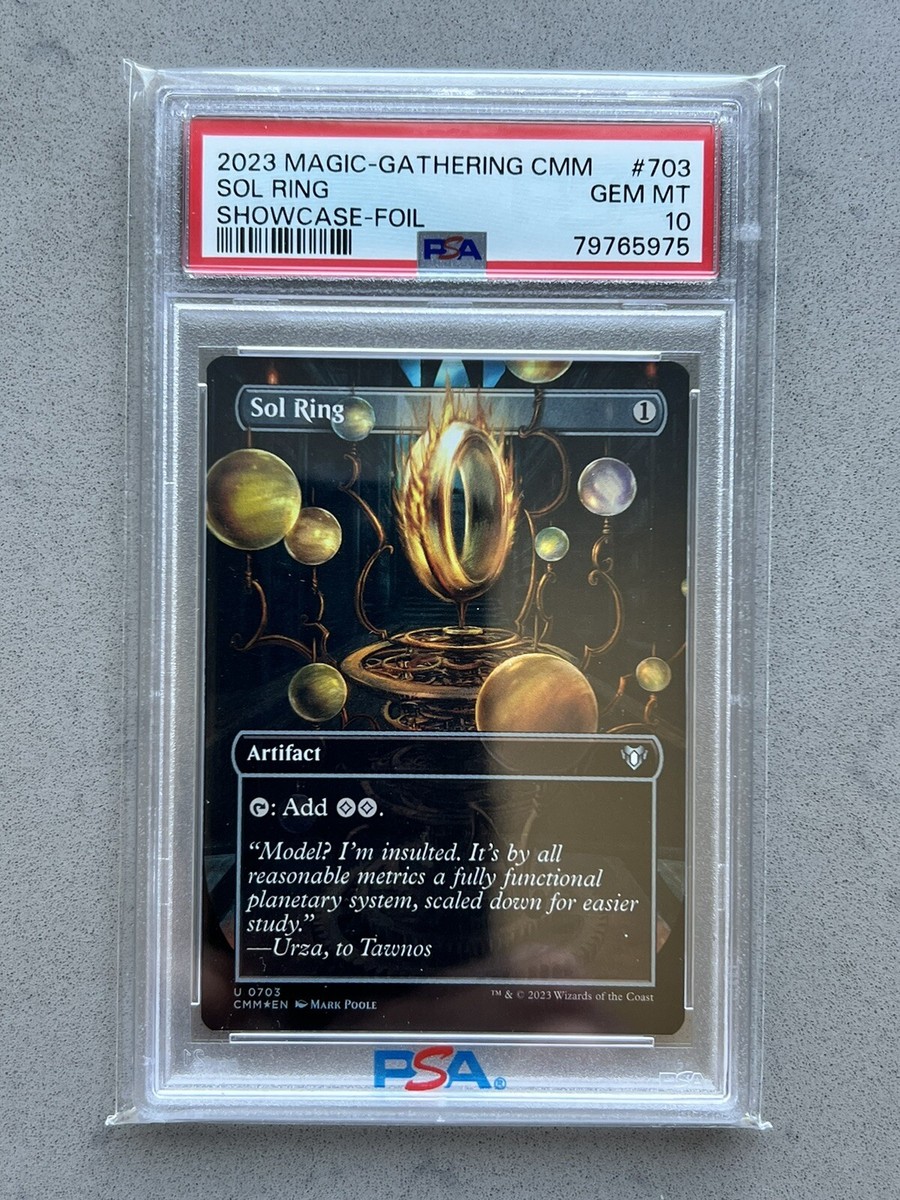 2023 MAGIC-GATHERING CMM #703
SOL RING GEM MT
SHOWCASE-FOIL 10
PSA 79765975
Sol Ring 1
Artifact
: Add .
“Model? I'm insulted. It's by all
reasonable metrics a fully functional
planetary system, scaled down for easier
study.”
—Urza, to Tawnos
U 0703
CMM★EN MARK POOLE ™ & © 2023 Wizards of the Coast
PSA®
PSA